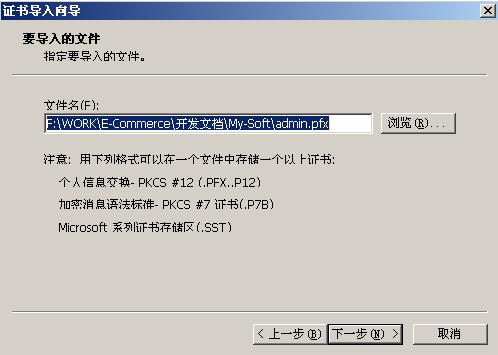 证书导入向导
要导入的文件
指定要导入的文件。
文件名(F):
F:\WORK\E-Commerce\开发文档\My-Soft\admin.pfx
浏览(R)...
注意: 用下列格式可以在一个文件中存储一个以上证书:
个人信息交换- PKCS #12 (.PFX,.P12)
加密消息语法标准- PKCS #7 证书(.P7B)
Microsoft 系列证书存储区(.SST)
< 上一步(B) 下一步(N) > 取消